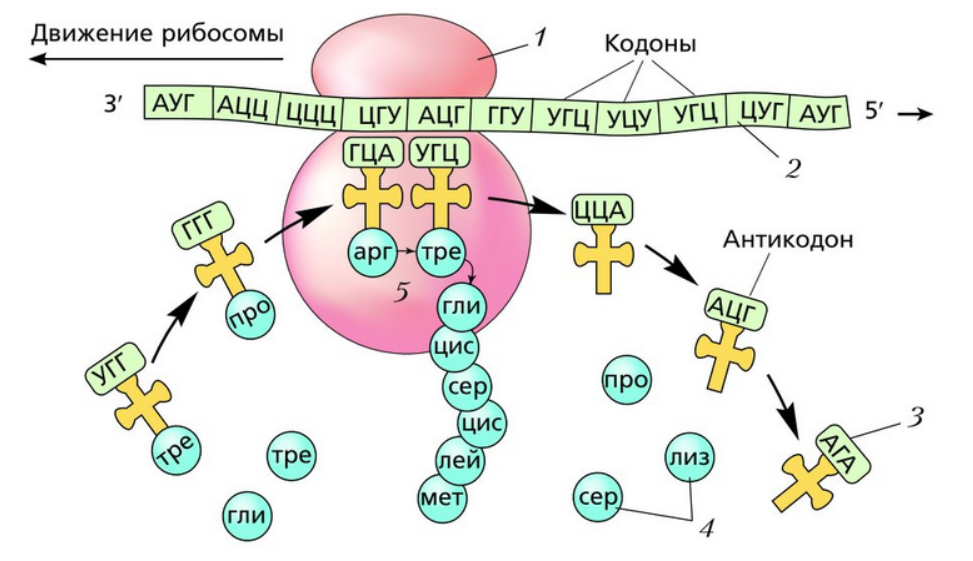 Движение рибосомы
1
Кодоны
3′ АУГ АЦЦ ЦЦЦ ЦГУ АЦГ ГГУ УГЦ УЦУ УГЦ ЦУГ АУГ 5′
2
ГЦА УГЦ
ГГГ
ЦЦА
Антикодон
арг тре
5
про
гли
АЦГ
УГГ
цис
сер
про
цис
3
АГА
тре
тре
лей
лиз
мет
сер
гли
4